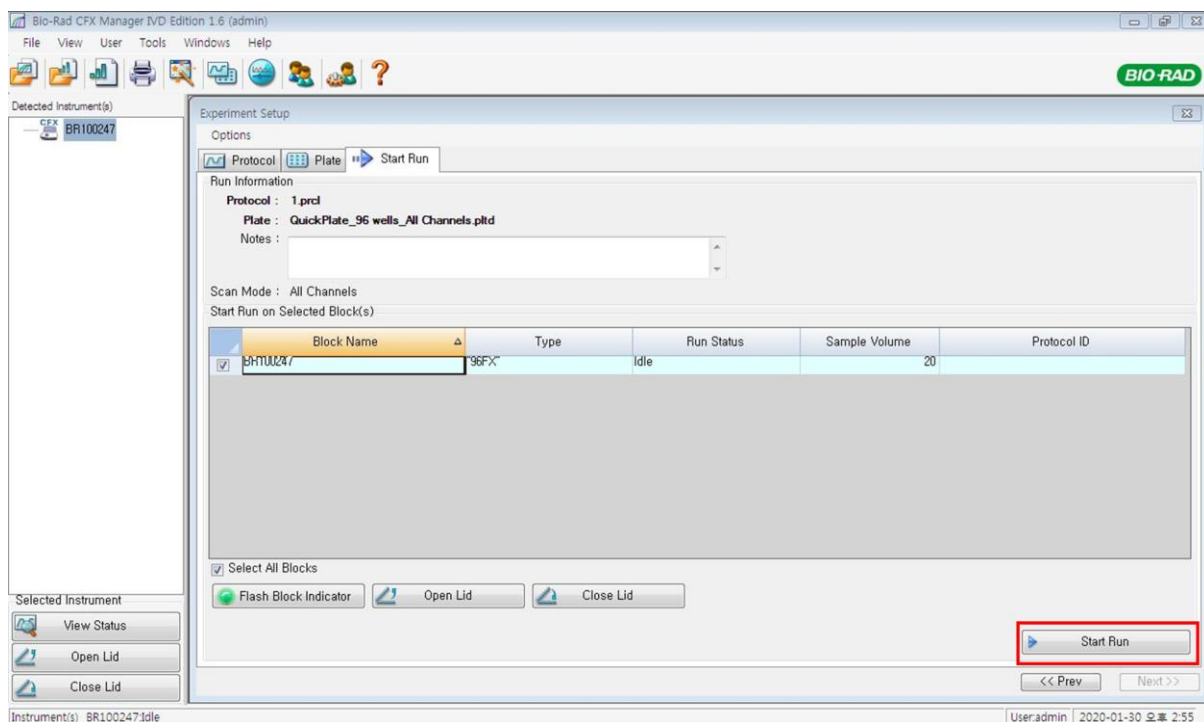 Bio-Rad CFX Manager IVD Edition 1.6 (admin)
File View User Tools Windows Help
BIO-RAD
Detected Instrument(s)
CFX BR100247
Experiment Setup
Options
Protocol Plate Start Run
Run Information
Protocol : 1.prcl
Plate : QuickPlate_96 wells_All Channels.pltd
Notes :
Scan Mode : All Channels
Start Run on Selected Block(s)
Block Name Type Run Status Sample Volume Protocol ID
BR100247 "96FX" Idle 20
Select All Blocks
Flash Block Indicator Open Lid Close Lid
Selected Instrument
View Status
Open Lid
Close Lid
Start Run
<< Prev Next >>
Instrument(s) BR100247:Idle User:admin 2020-01-30 오후 2:55